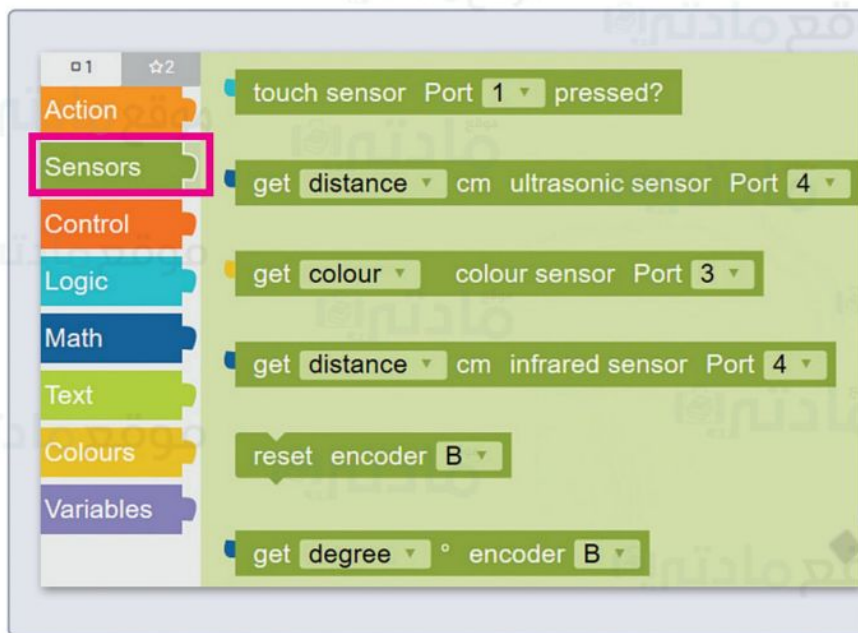 1 2
Action
Sensors
Control
Logic
Math
Text
Colours
Variables
touch sensor Port 1 pressed?
get distance cm ultrasonic sensor Port 4
get colour colour sensor Port 3
get distance cm infrared sensor Port 4
reset encoder B
get degree ° encoder B
موقع مادتي